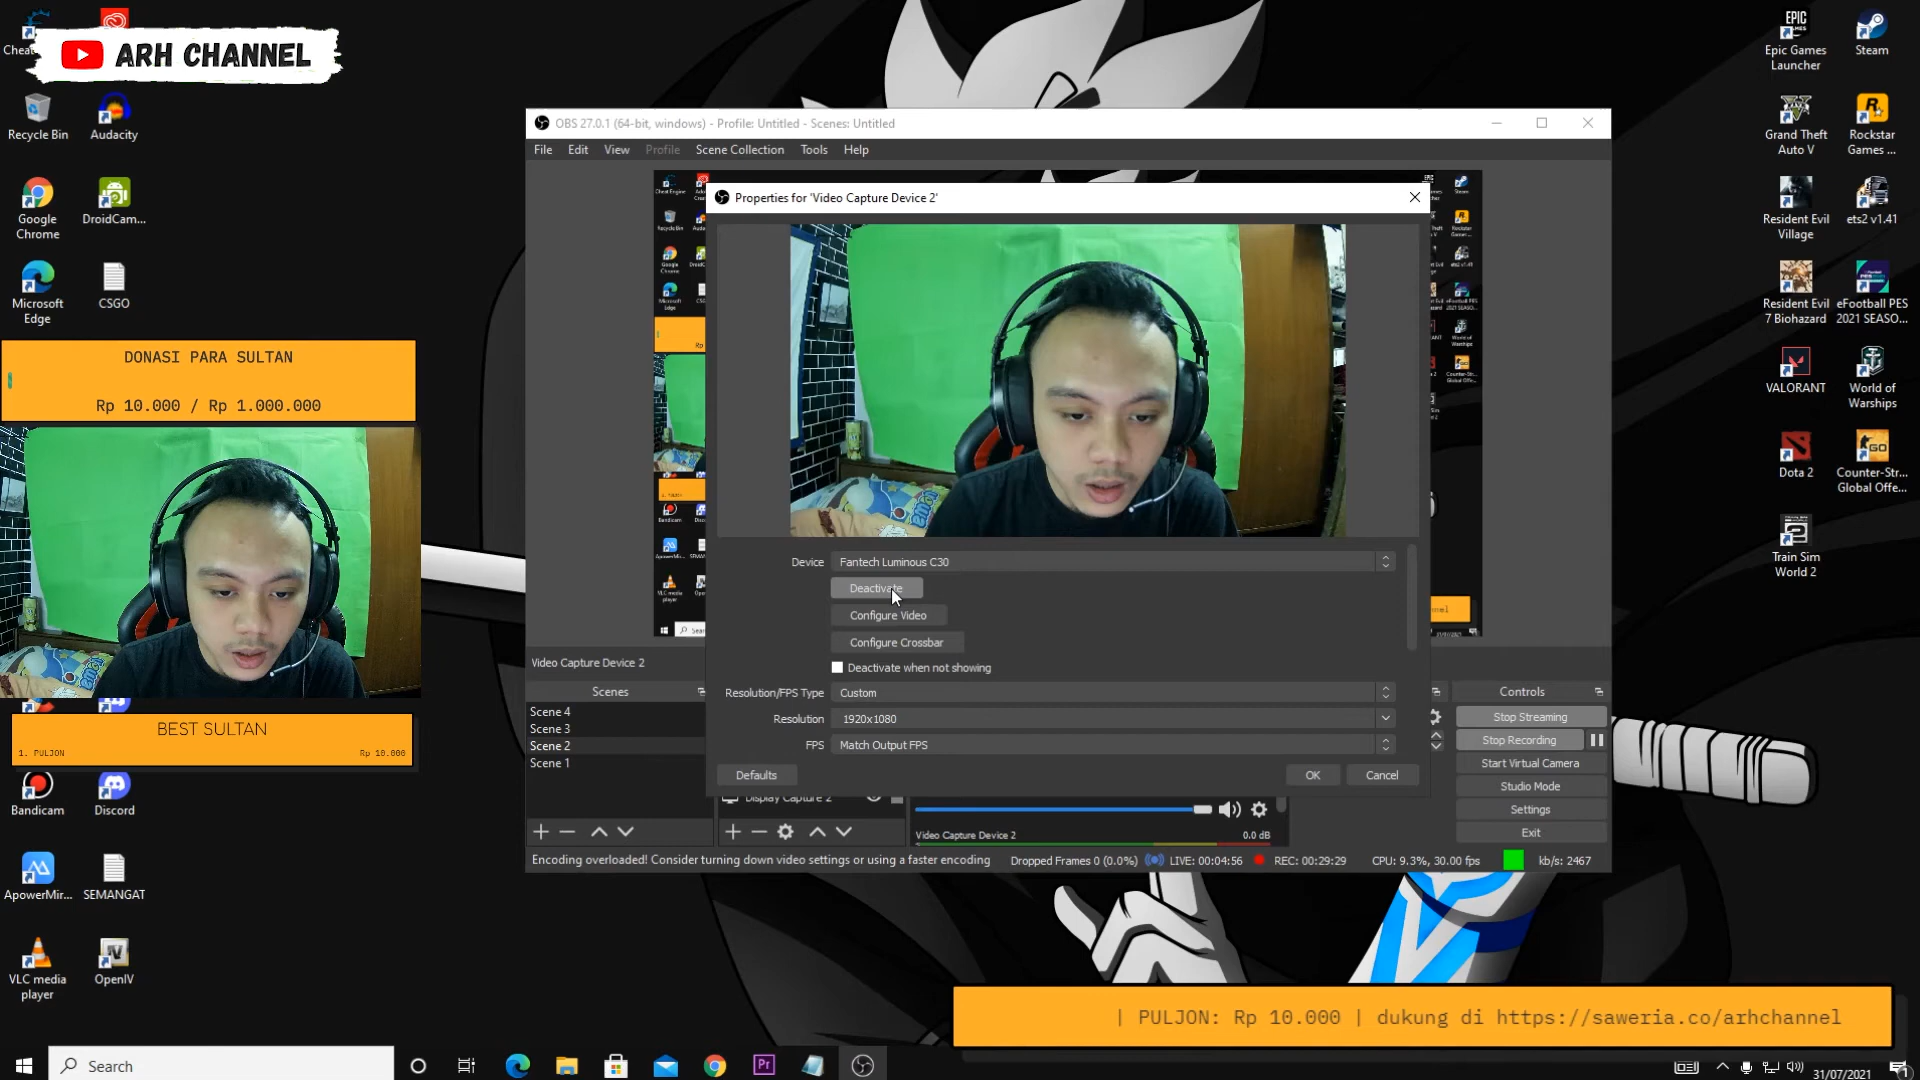 ARH CHANNEL
Recycle Bin
Audacity
Google
Chrome
DroidCam...
Microsoft
Edge
CSGO
DONASI PARA SULTAN
Rp 10.000 / Rp 1.000.000
BEST SULTAN
1. PULJON
Rp 10.000
Bandicam
Discord
ApowerMir...
SEMANGAT
VLC media
player
OpenIV
Epic Games
Launcher
Steam
Grand Theft
Auto V
Rockstar
Games ...
Resident Evil
Village
ets2 v1.41
Resident Evil
7 Biohazard
eFootball PES
2021 SEASO...
VALORANT
World of
Warships
Dota 2
Counter-Str...
Global Offe...
Train Sim
World 2
OBS 27.0.1 (64-bit, windows) - Profile: Untitled - Scenes: Untitled
File Edit View Profile Scene Collection Tools Help
Properties for 'Video Capture Device 2'
Device Fantech Luminous C30
Deactivate
Configure Video
Configure Crossbar
Deactivate when not showing
Resolution/FPS Type Custom
Resolution 1920x1080
FPS Match Output FPS
Defaults OK Cancel
Video Capture Device 2
Scenes
Scene 4
Scene 3
Scene 2
Scene 1
Display Capture 2
Video Capture Device 2 0.0 dB
Controls
Stop Streaming
Stop Recording
Start Virtual Camera
Studio Mode
Settings
Exit
Encoding overloaded! Consider turning down video settings or using a faster encoding
Dropped Frames 0 (0.0%) LIVE: 00:04:56 REC: 00:29:29 CPU: 9.3%, 30.00 fps kb/s: 2467
| PULJON: Rp 10.000 | dukung di https://saweria.co/arhchannel
Search
Pr
31/07/2021
1